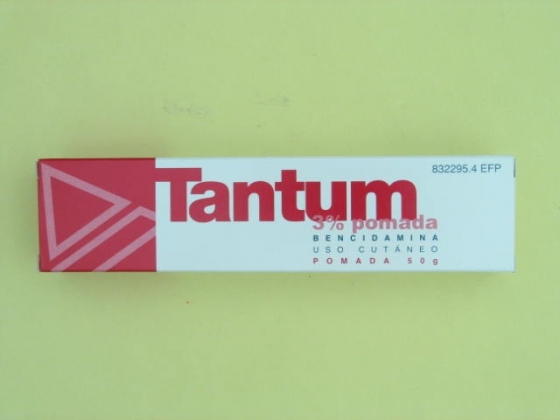 832295.4 EFP
Tantum
3% pomada
BENCIDAMINA
USO CUTÁNEO
POMADA 50g